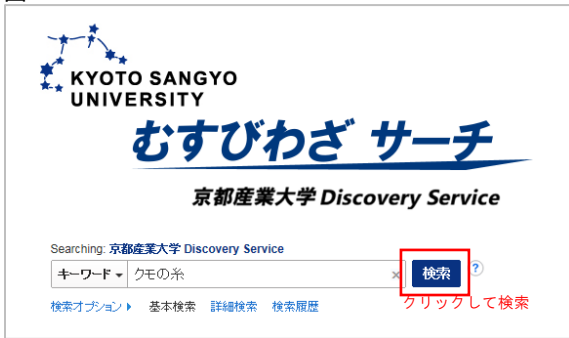 KYOTO SANGYO
UNIVERSITY
むすびわざ サーチ
京都産業大学 Discovery Service
Searching: 京都産業大学 Discovery Service
キーワード クモの糸 × 検索 ?
クリックして検索
検索オプション 基本検索 詳細検索 検索履歴